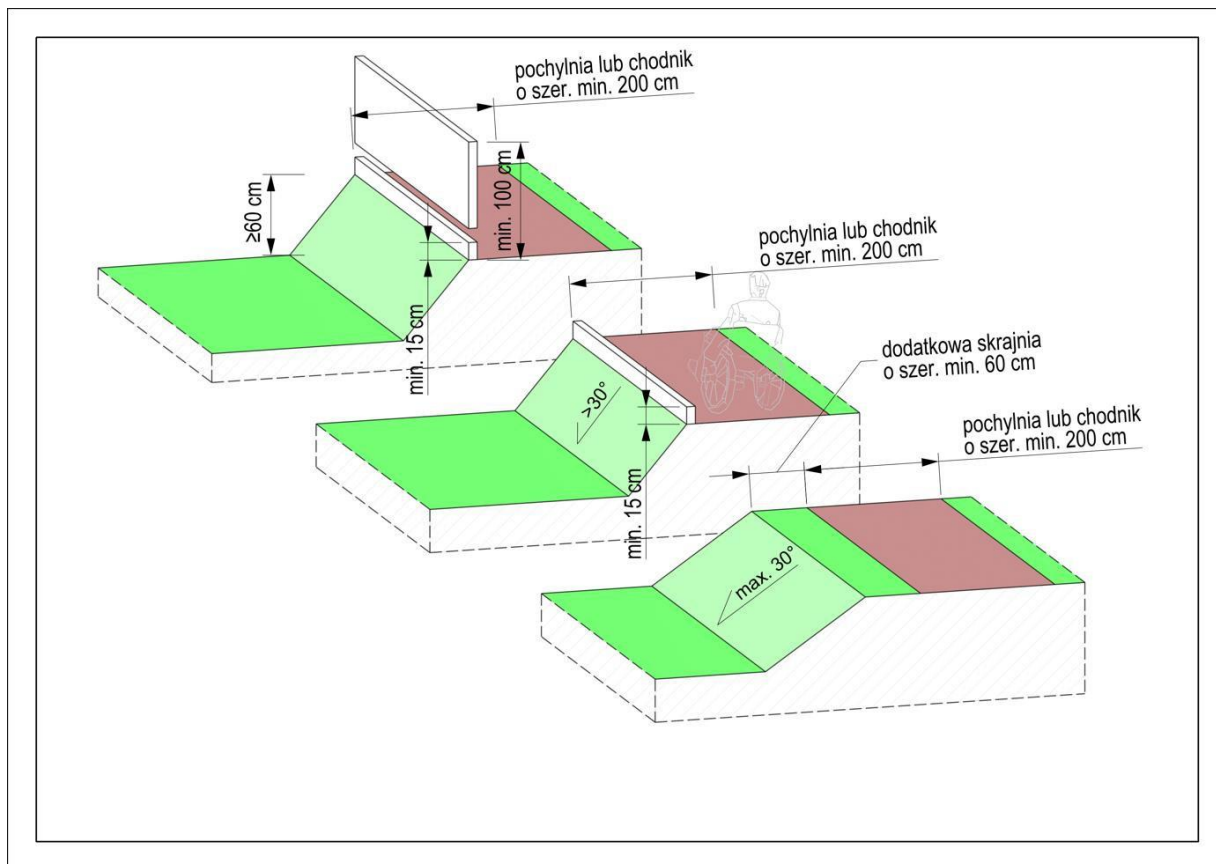 pochylnia lub chodnik
o szer. min. 200 cm
≥60 cm
min. 100 cm
min. 15 cm
pochylnia lub chodnik
o szer. min. 200 cm
>30°
min. 15 cm
dodatkowa skrajnia
o szer. min. 60 cm
pochylnia lub chodnik
o szer. min. 200 cm
max. 30°